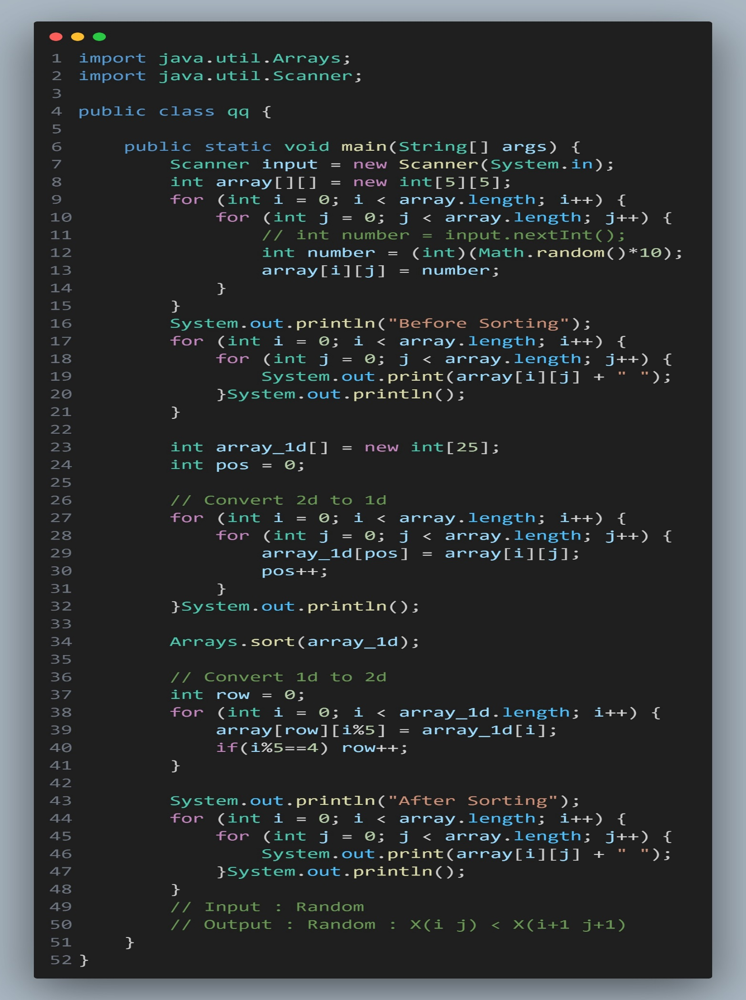 1 import java.util.Arrays;
2 import java.util.Scanner;
3
4 public class qq {
5
6     public static void main(String[] args) {
7         Scanner input = new Scanner(System.in);
8         int array[][] = new int[5][5];
9         for (int i = 0; i < array.length; i++) {
10             for (int j = 0; j < array.length; j++) {
11                 // int number = input.nextInt();
12                 int number = (int)(Math.random()*10);
13                 array[i][j] = number;
14             }
15         }
16         System.out.println("Before Sorting");
17         for (int i = 0; i < array.length; i++) {
18             for (int j = 0; j < array.length; j++) {
19                 System.out.print(array[i][j] + " ");
20             }System.out.println();
21         }
22
23         int array_1d[] = new int[25];
24         int pos = 0;
25
26         // Convert 2d to 1d
27         for (int i = 0; i < array.length; i++) {
28             for (int j = 0; j < array.length; j++) {
29                 array_1d[pos] = array[i][j];
30                 pos++;
31             }
32         }System.out.println();
33
34         Arrays.sort(array_1d);
35
36         // Convert 1d to 2d
37         int row = 0;
38         for (int i = 0; i < array_1d.length; i++) {
39             array[row][i%5] = array_1d[i];
40             if(i%5==4) row++;
41         }
42
43         System.out.println("After Sorting");
44         for (int i = 0; i < array.length; i++) {
45             for (int j = 0; j < array.length; j++) {
46                 System.out.print(array[i][j] + " ");
47             }System.out.println();
48         }
49         // Input : Random
50         // Output : Random : X(i j) < X(i+1 j+1)
51     }
52 }